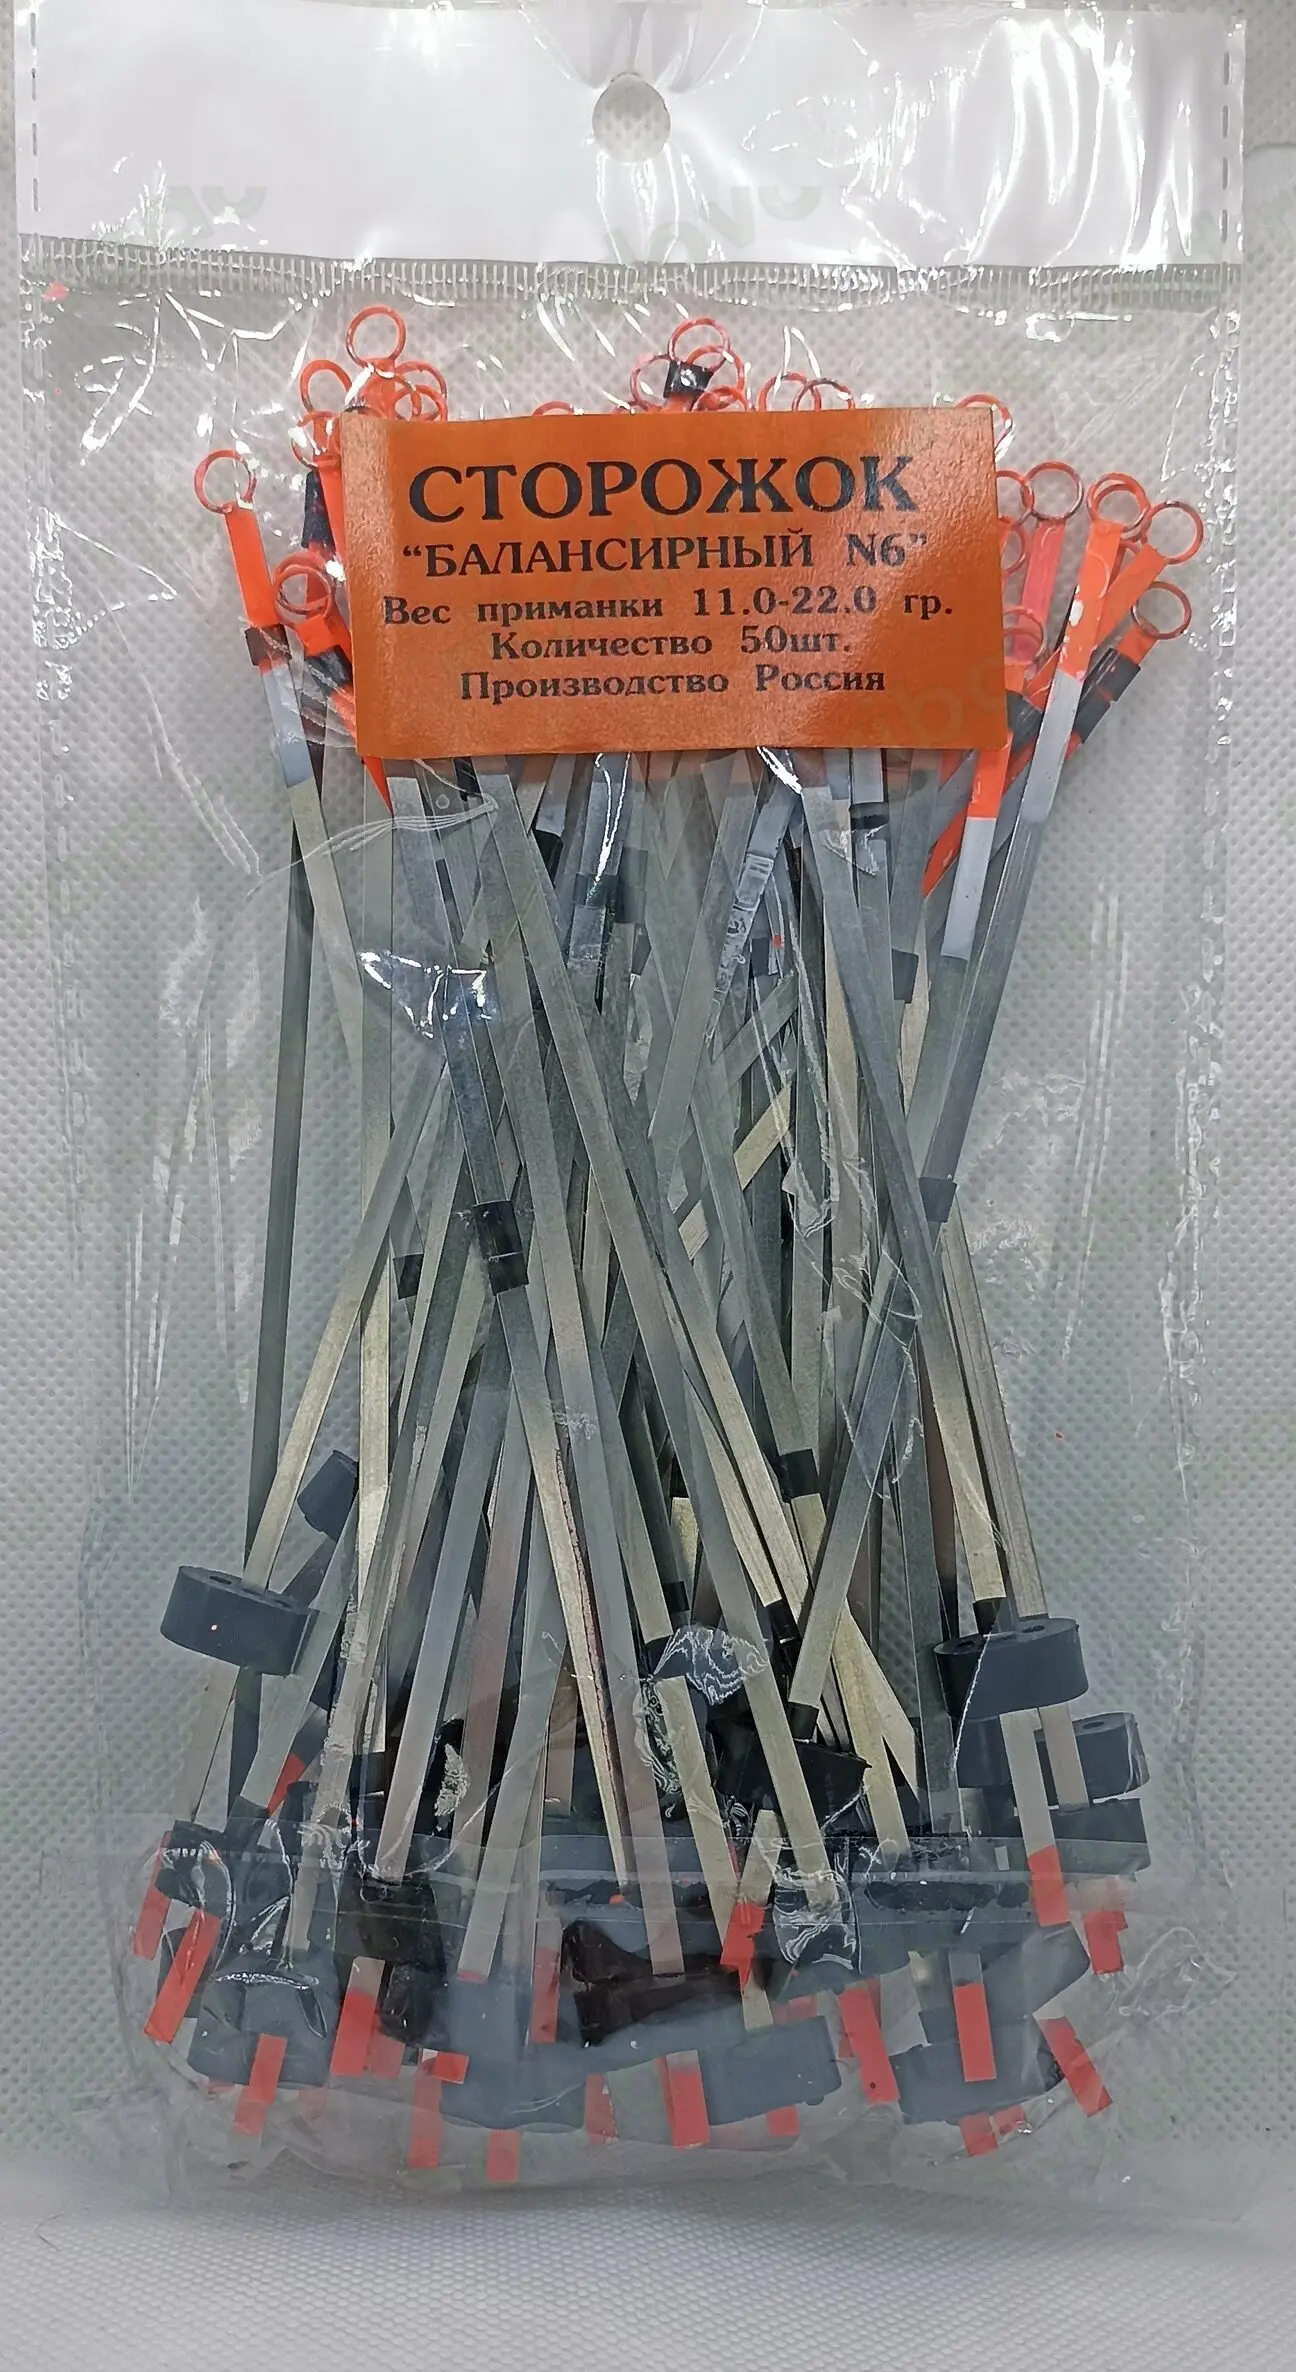 СТОРОЖОК
“БАЛАНСИРНЫЙ N6”
Вес приманки 11.0-22.0 гр.
Количество 50шт.
Производство Россия